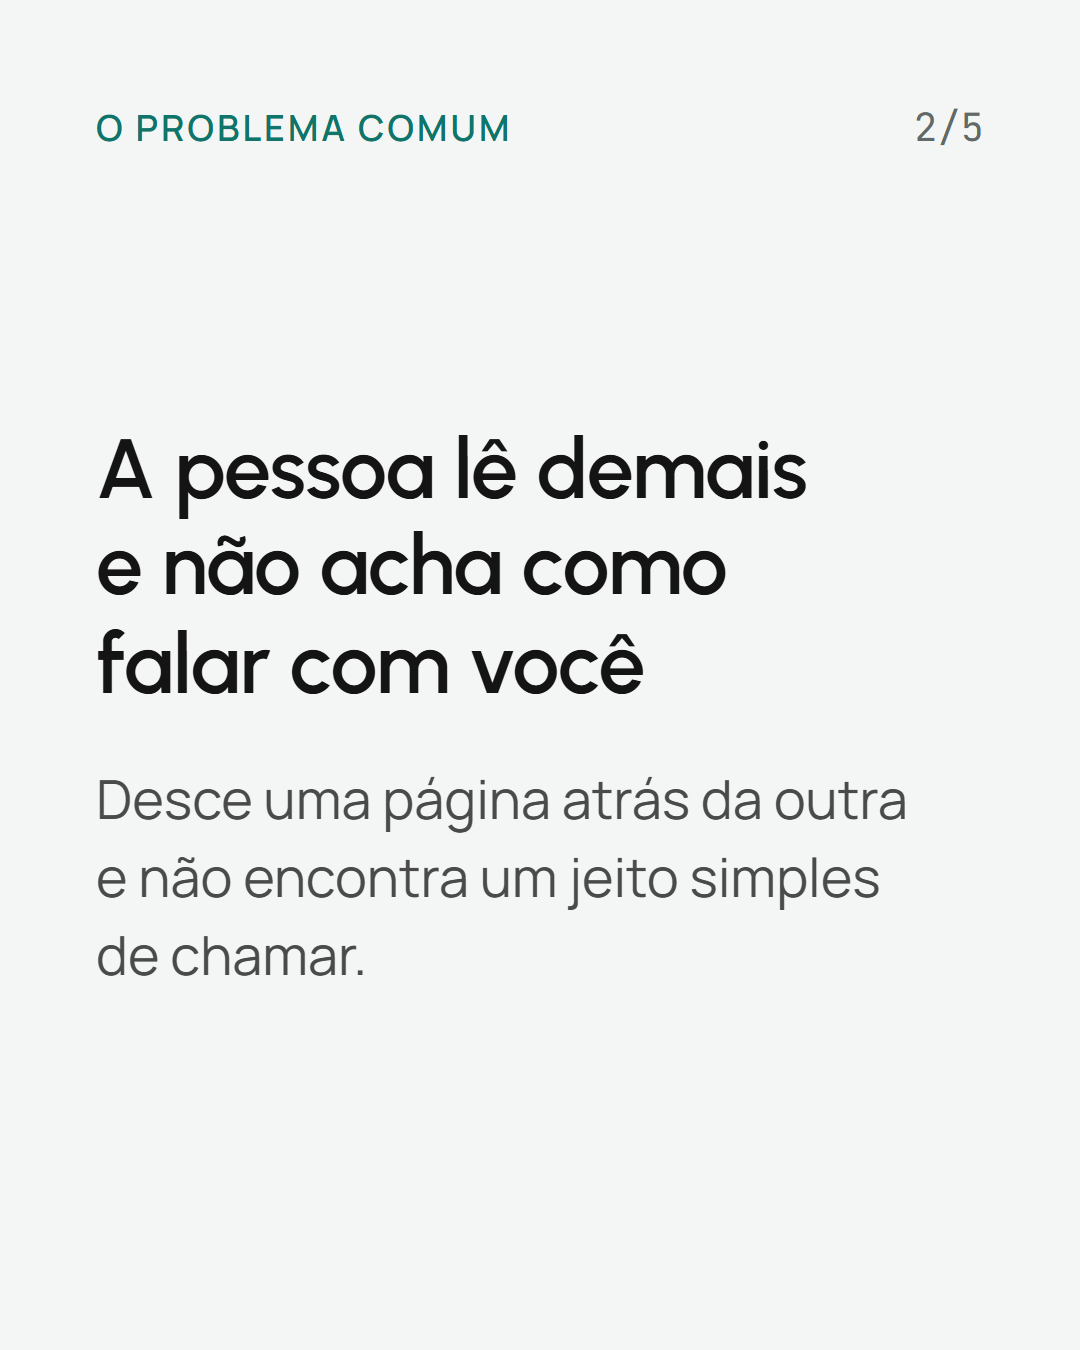 O PROBLEMA COMUM
2/5
A pessoa lê demais
e não acha como
falar com você
Desce uma página atrás da outra
e não encontra um jeito simples
de chamar.